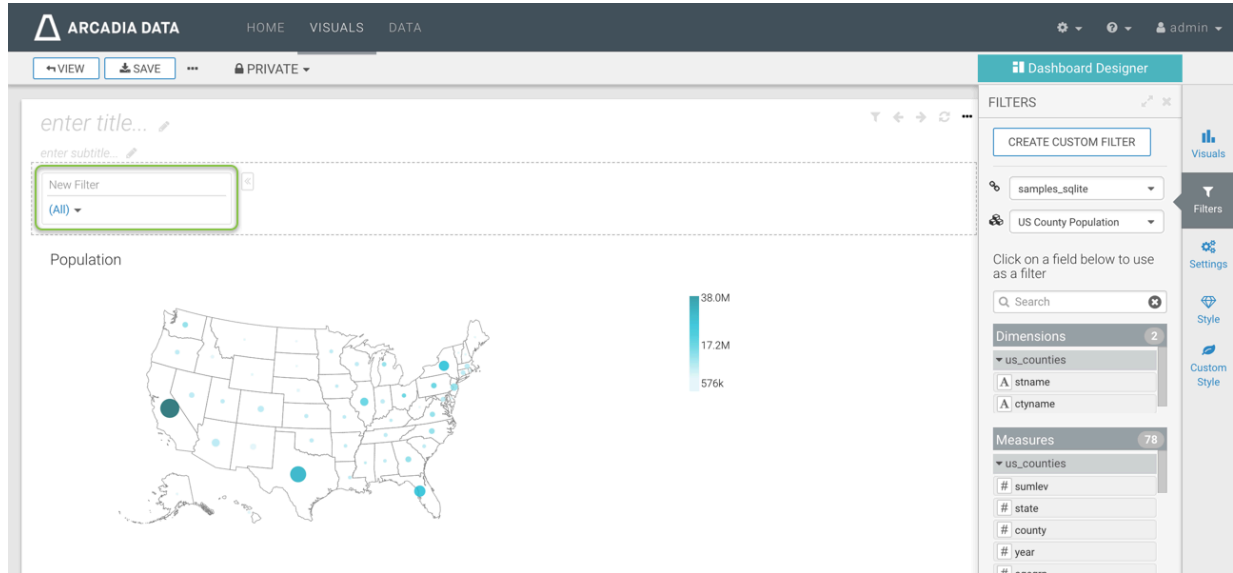 ARCADIA DATA HOME VISUALS DATA admin
VIEW SAVE PRIVATE Dashboard Designer
enter title...
enter subtitle...
New Filter
(All)
Population
38.0M
17.2M
576k
FILTERS
CREATE CUSTOM FILTER
samples_sqlite
US County Population
Click on a field below to use
as a filter
Search
Dimensions 2
us_counties
A stname
A ctyname
Measures 78
us_counties
# sumlev
# state
# county
# year
Visuals
Filters
Settings
Style
Custom
Style